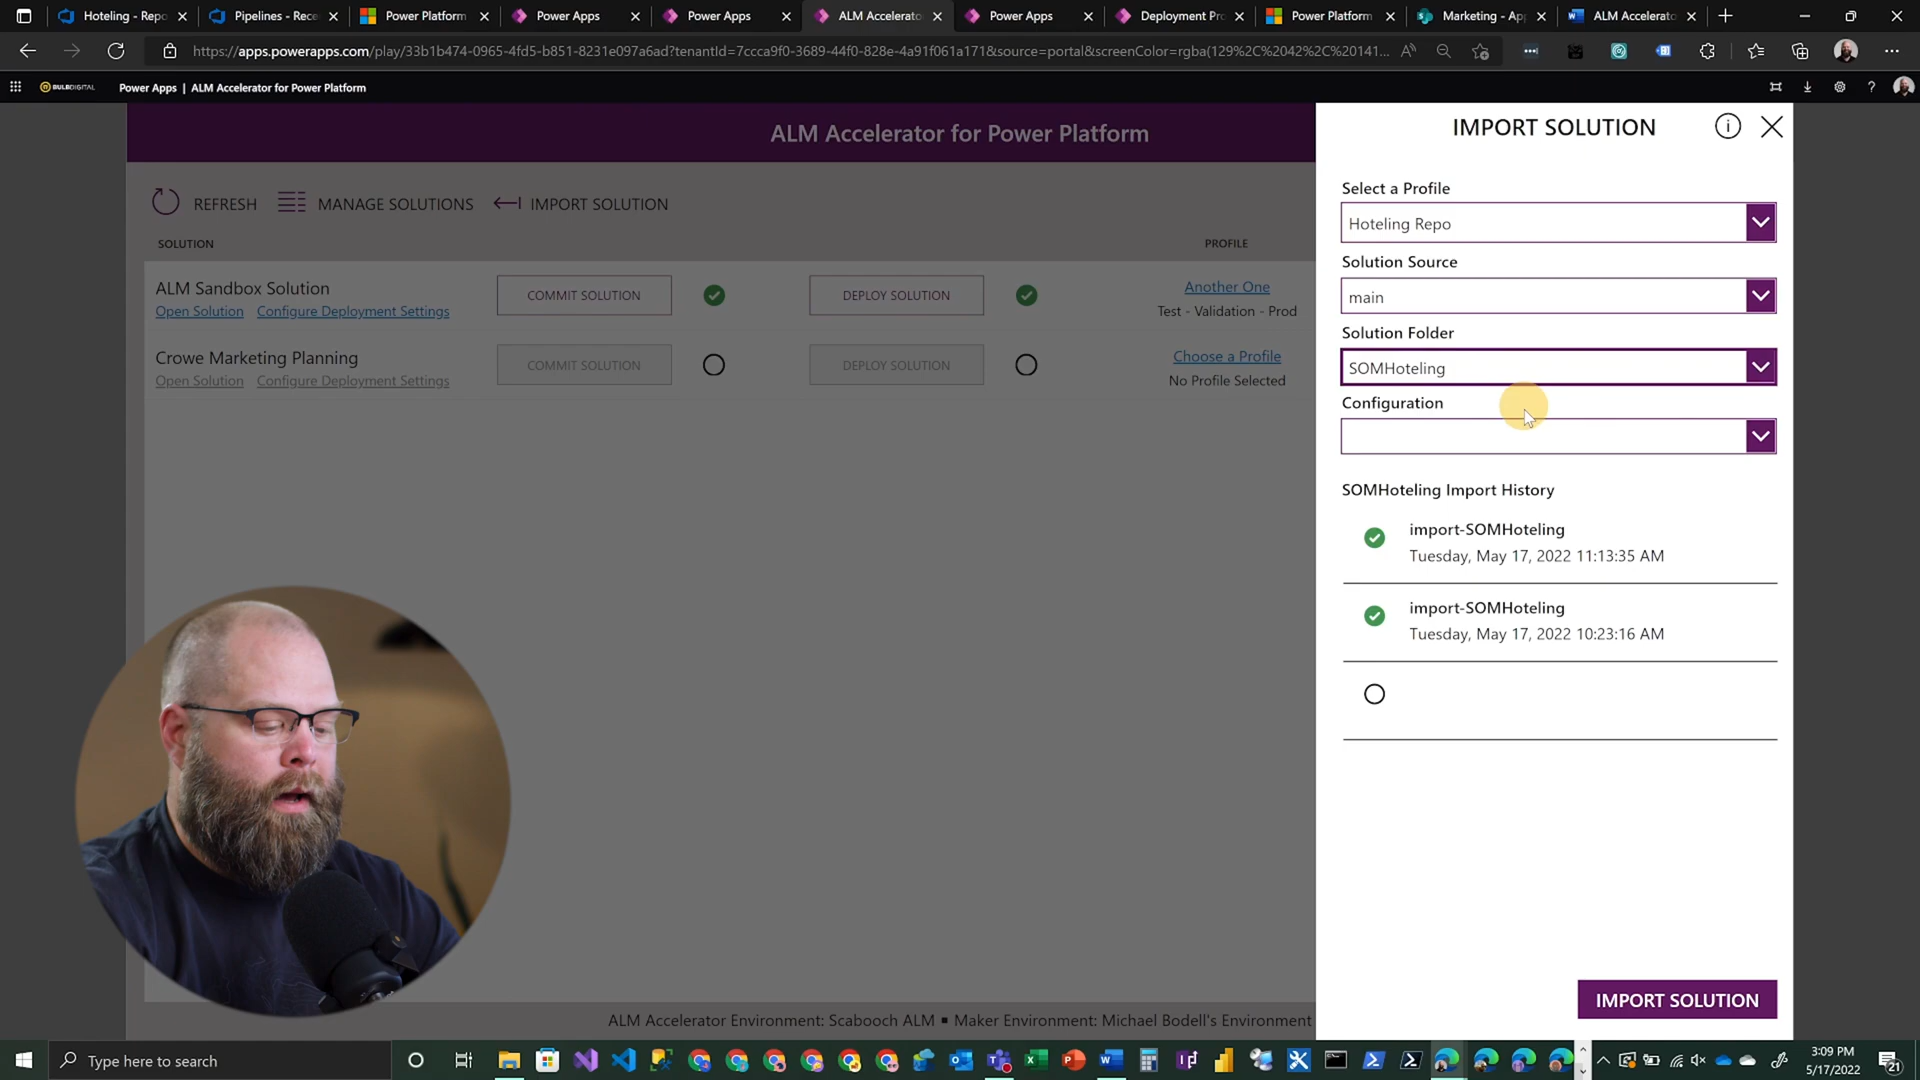 Hoteling - Repo
Pipelines - Rece
Power Platform
Power Apps
Power Apps
ALM Accelerato
Power Apps
Deployment Pro
Power Platform
Marketing - App
ALM Accelerato
https://apps.powerapps.com/play/33b1b474-0965-4fd5-b851-8231e097a6ad?tenantId=7ccca9f0-3689-44f0-828e-4a91f061a171&source=portal&screenColor=rgba(129%2C%2042%2C%20141...
BULBDIGITAL
Power Apps | ALM Accelerator for Power Platform
ALM Accelerator for Power Platform
REFRESH
MANAGE SOLUTIONS
IMPORT SOLUTION
SOLUTION
PROFILE
ALM Sandbox Solution
COMMIT SOLUTION
DEPLOY SOLUTION
Another One
Open Solution
Configure Deployment Settings
Test - Validation - Prod
Crowe Marketing Planning
COMMIT SOLUTION
DEPLOY SOLUTION
Choose a Profile
Open Solution
Configure Deployment Settings
No Profile Selected
ALM Accelerator Environment: Scabooch ALM ▪ Maker Environment: Michael Bodell's Environment
IMPORT SOLUTION
Select a Profile
Hoteling Repo
Solution Source
main
Solution Folder
SOMHoteling
Configuration
SOMHoteling Import History
import-SOMHoteling
Tuesday, May 17, 2022 11:13:35 AM
import-SOMHoteling
Tuesday, May 17, 2022 10:23:16 AM
IMPORT SOLUTION
Type here to search
3:09 PM
5/17/2022
21